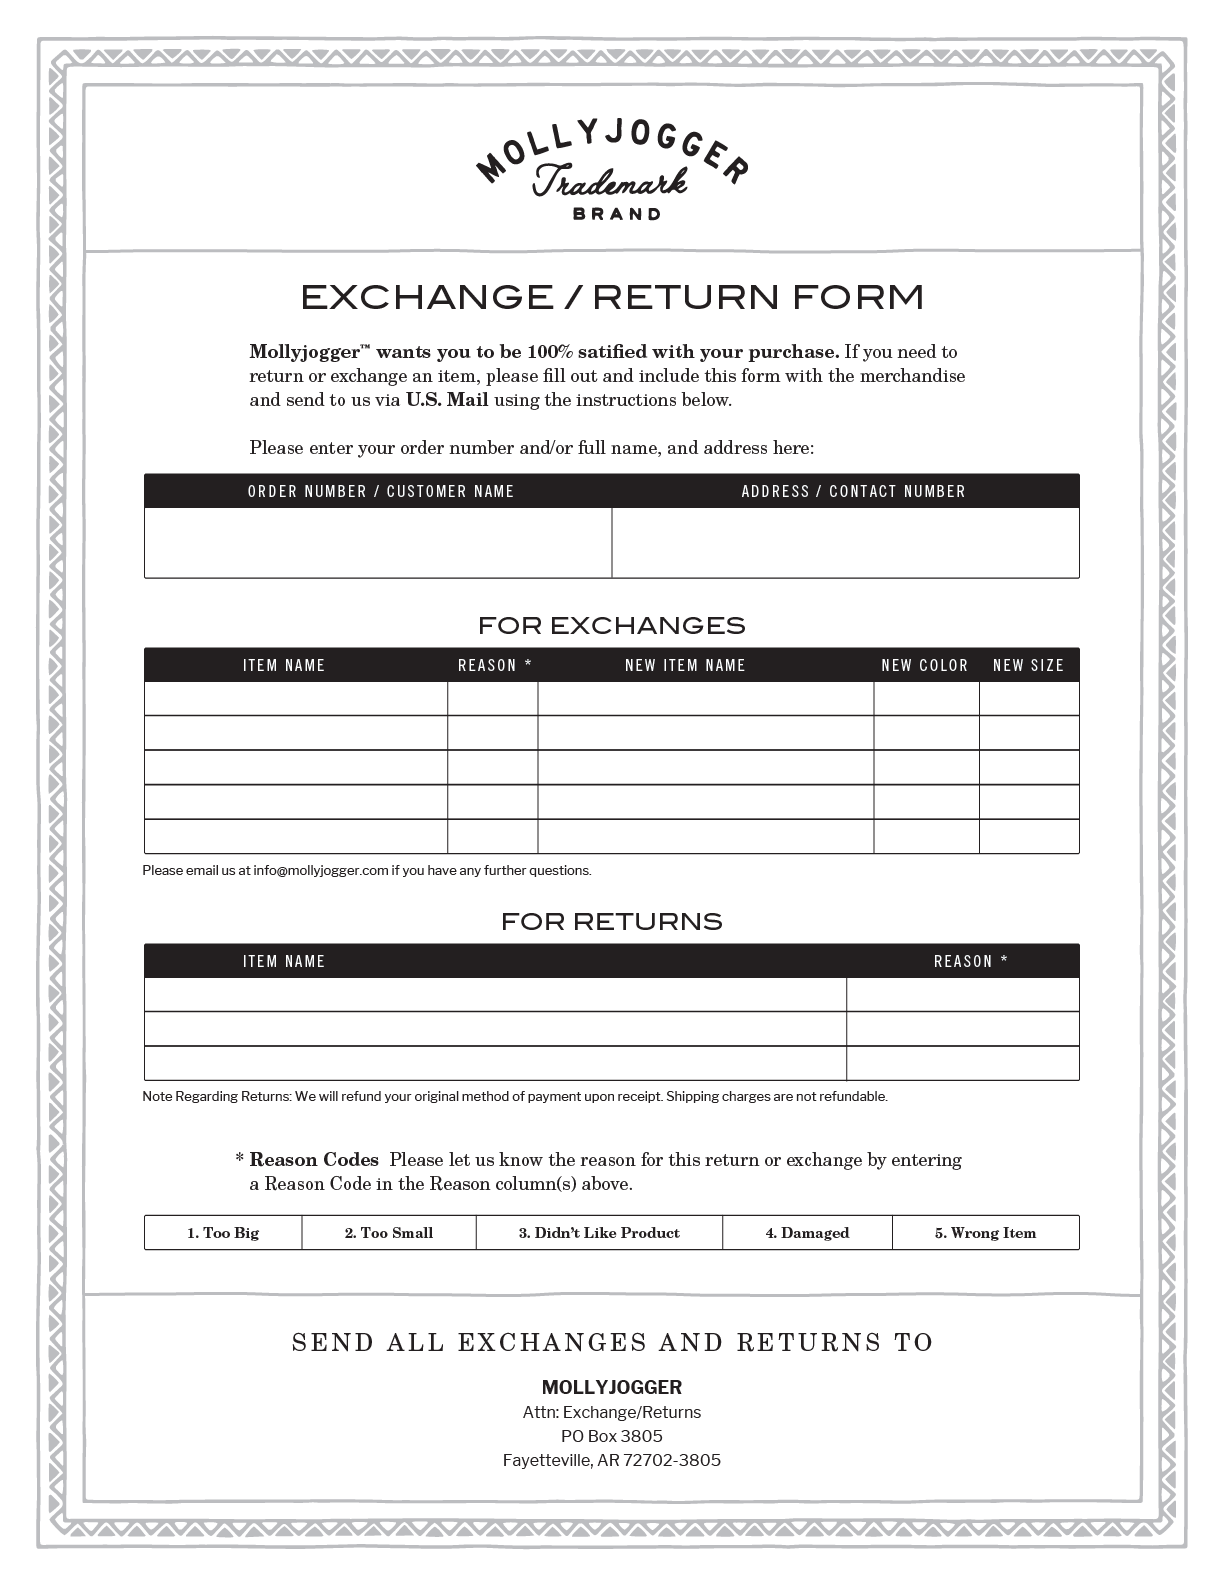 MOLLYJOGGER
Trademark
BRAND
EXCHANGE / RETURN FORM
Mollyjogger™ wants you to be 100% satified with your purchase. If you need to
return or exchange an item, please fill out and include this form with the merchandise
and send to us via U.S. Mail using the instructions below.
Please enter your order number and/or full name, and address here:
ORDER NUMBER / CUSTOMER NAME ADDRESS / CONTACT NUMBER
FOR EXCHANGES
ITEM NAME REASON * NEW ITEM NAME NEW COLOR NEW SIZE
Please email us at info@mollyjogger.com if you have any further questions.
FOR RETURNS
ITEM NAME REASON *
Note Regarding Returns: We will refund your original method of payment upon receipt. Shipping charges are not refundable.
* Reason Codes Please let us know the reason for this return or exchange by entering
a Reason Code in the Reason column(s) above.
1. Too Big 2. Too Small 3. Didn't Like Product 4. Damaged 5. Wrong Item
SEND ALL EXCHANGES AND RETURNS TO
MOLLYJOGGER
Attn: Exchange/Returns
PO Box 3805
Fayetteville, AR 72702-3805